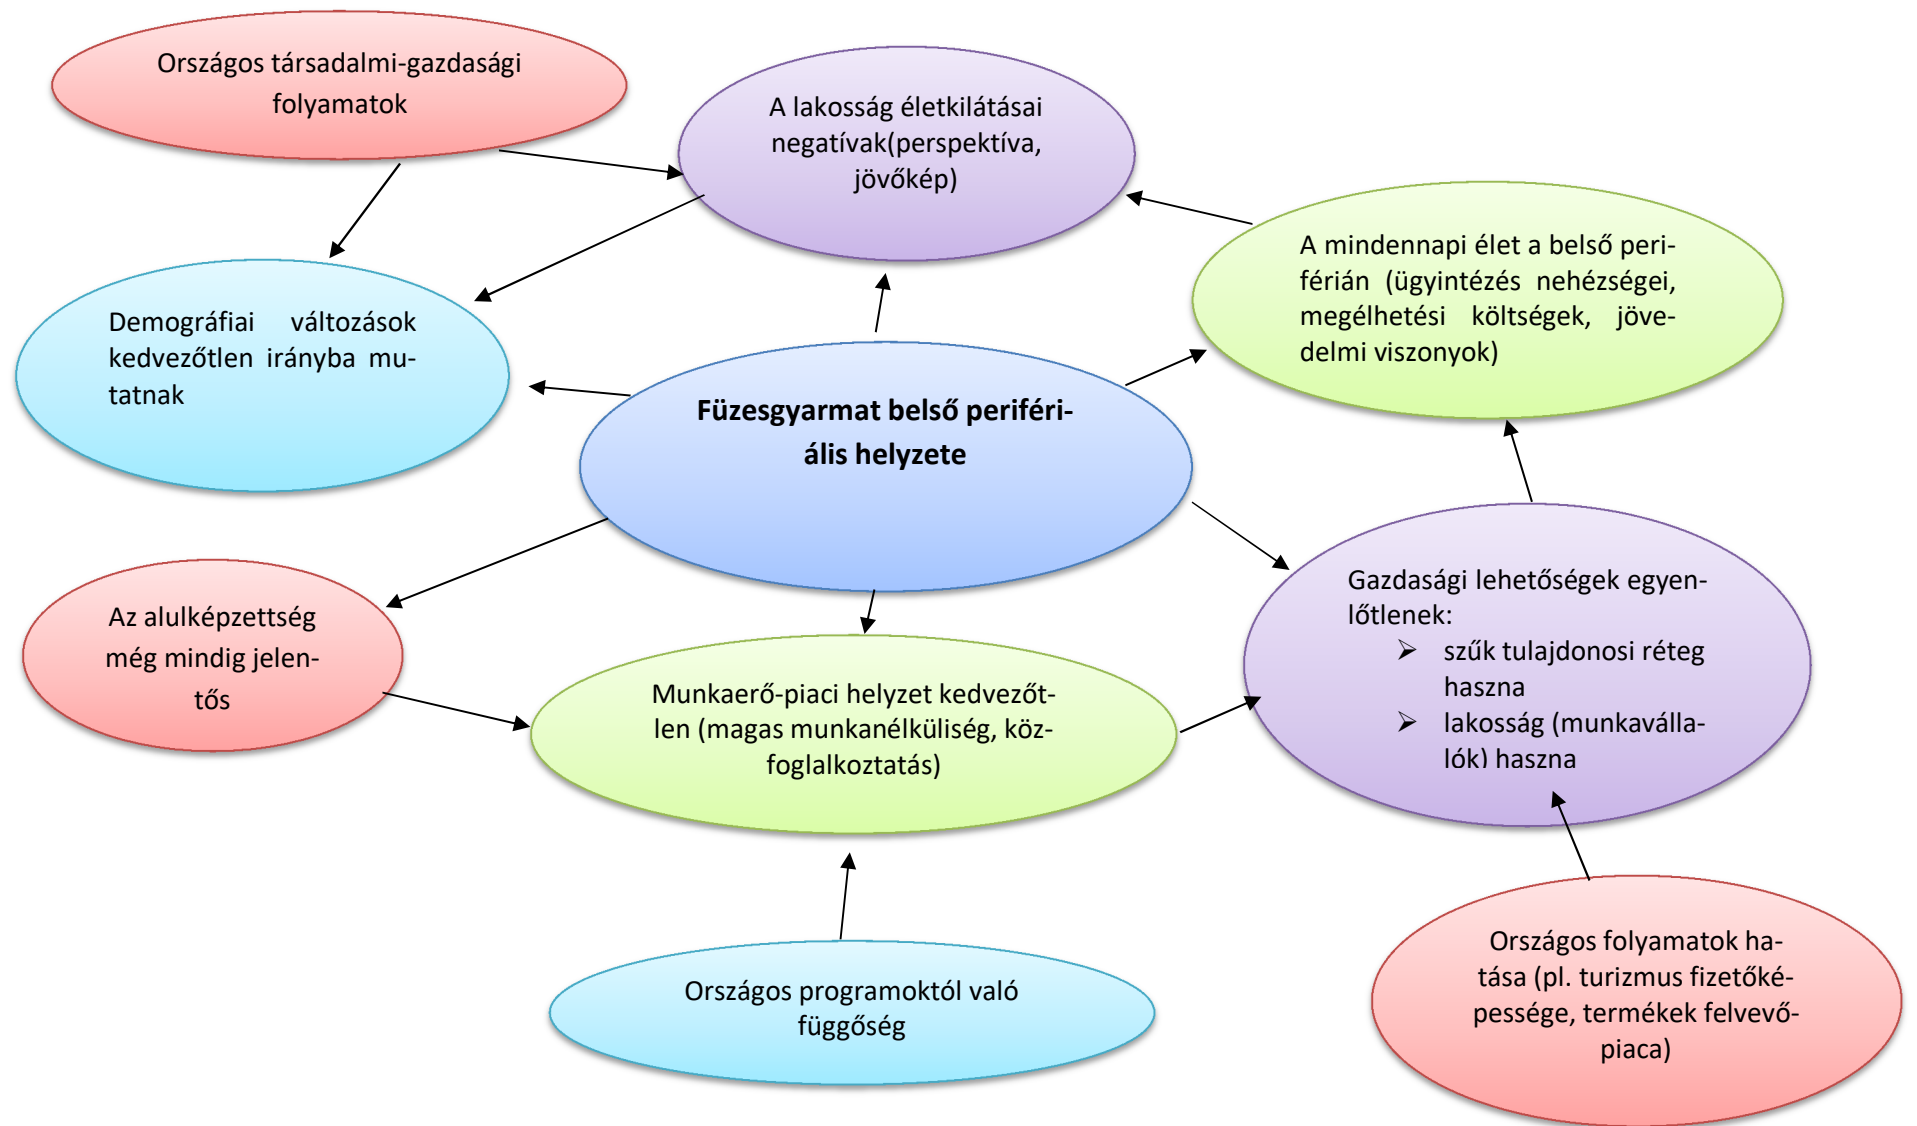 Országos társadalmi-gazdasági
folyamatok
A lakosság életkilátásai
negatívak(perspektíva,
jövőkép)
A mindennapi élet a belső peri-
férián (ügyintézés nehézségei,
megélhetési költségek, jöve-
delmi viszonyok)
Demográfiai változások
kedvezőtlen irányba mu-
tatnak
Füzesgyarmat belső periféri-
ális helyzete
Gazdasági lehetőségek egyen-
lőtlenek:
➢ szűk tulajdonosi réteg
haszna
➢ lakosság (munkaválla-
lók) haszna
Az alulképzettség
még mindig jelen-
tős
Munkaerő-piaci helyzet kedvezőt-
len (magas munkanélküliség, köz-
foglalkoztatás)
Országos programoktól való
függőség
Országos folyamatok ha-
tása (pl. turizmus fizetőké-
pessége, termékek felvevő-
piaca)